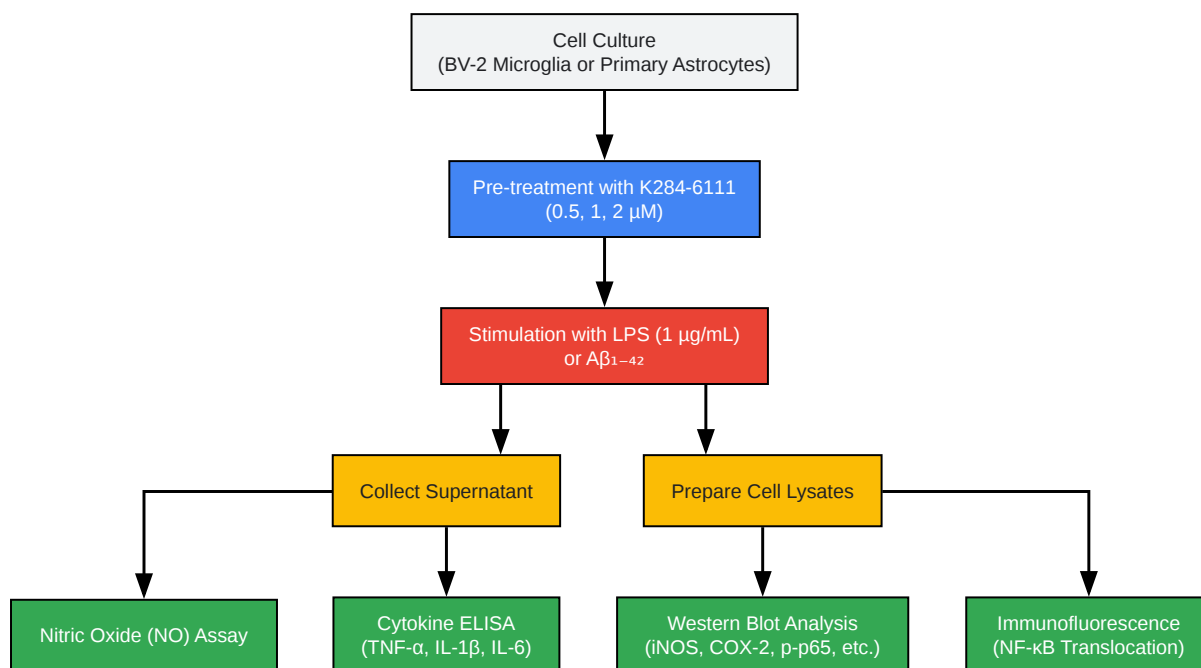 Cell Culture
(BV-2 Microglia or Primary Astrocytes)
Pre-treatment with K284-6111
(0.5, 1, 2 µM)
Stimulation with LPS (1 µg/mL)
or Aβ₁₋₄₂
Collect Supernatant
Prepare Cell Lysates
Nitric Oxide (NO) Assay
Cytokine ELISA
(TNF-α, IL-1β, IL-6)
Western Blot Analysis
(iNOS, COX-2, p-p65, etc.)
Immunofluorescence
(NF-κB Translocation)